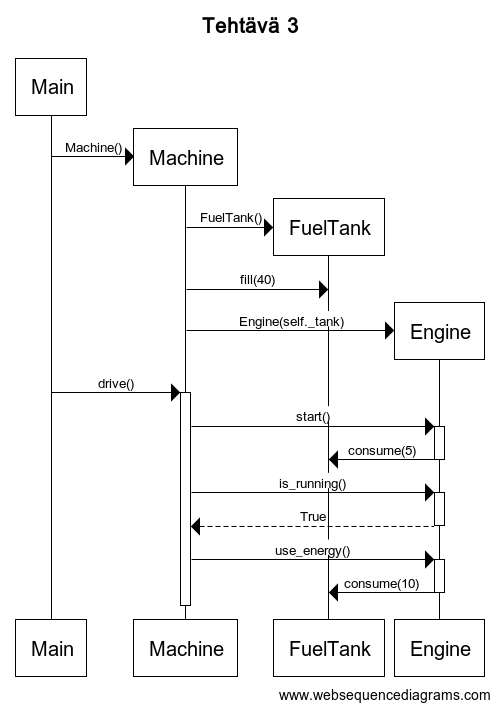 Tehtävä 3
Main
Machine()
Machine
FuelTank()
FuelTank
fill(40)
Engine(self._tank)
Engine
drive()
start()
consume(5)
is_running()
True
use_energy()
consume(10)
Main
Machine
FuelTank
Engine
www.websequencediagrams.com